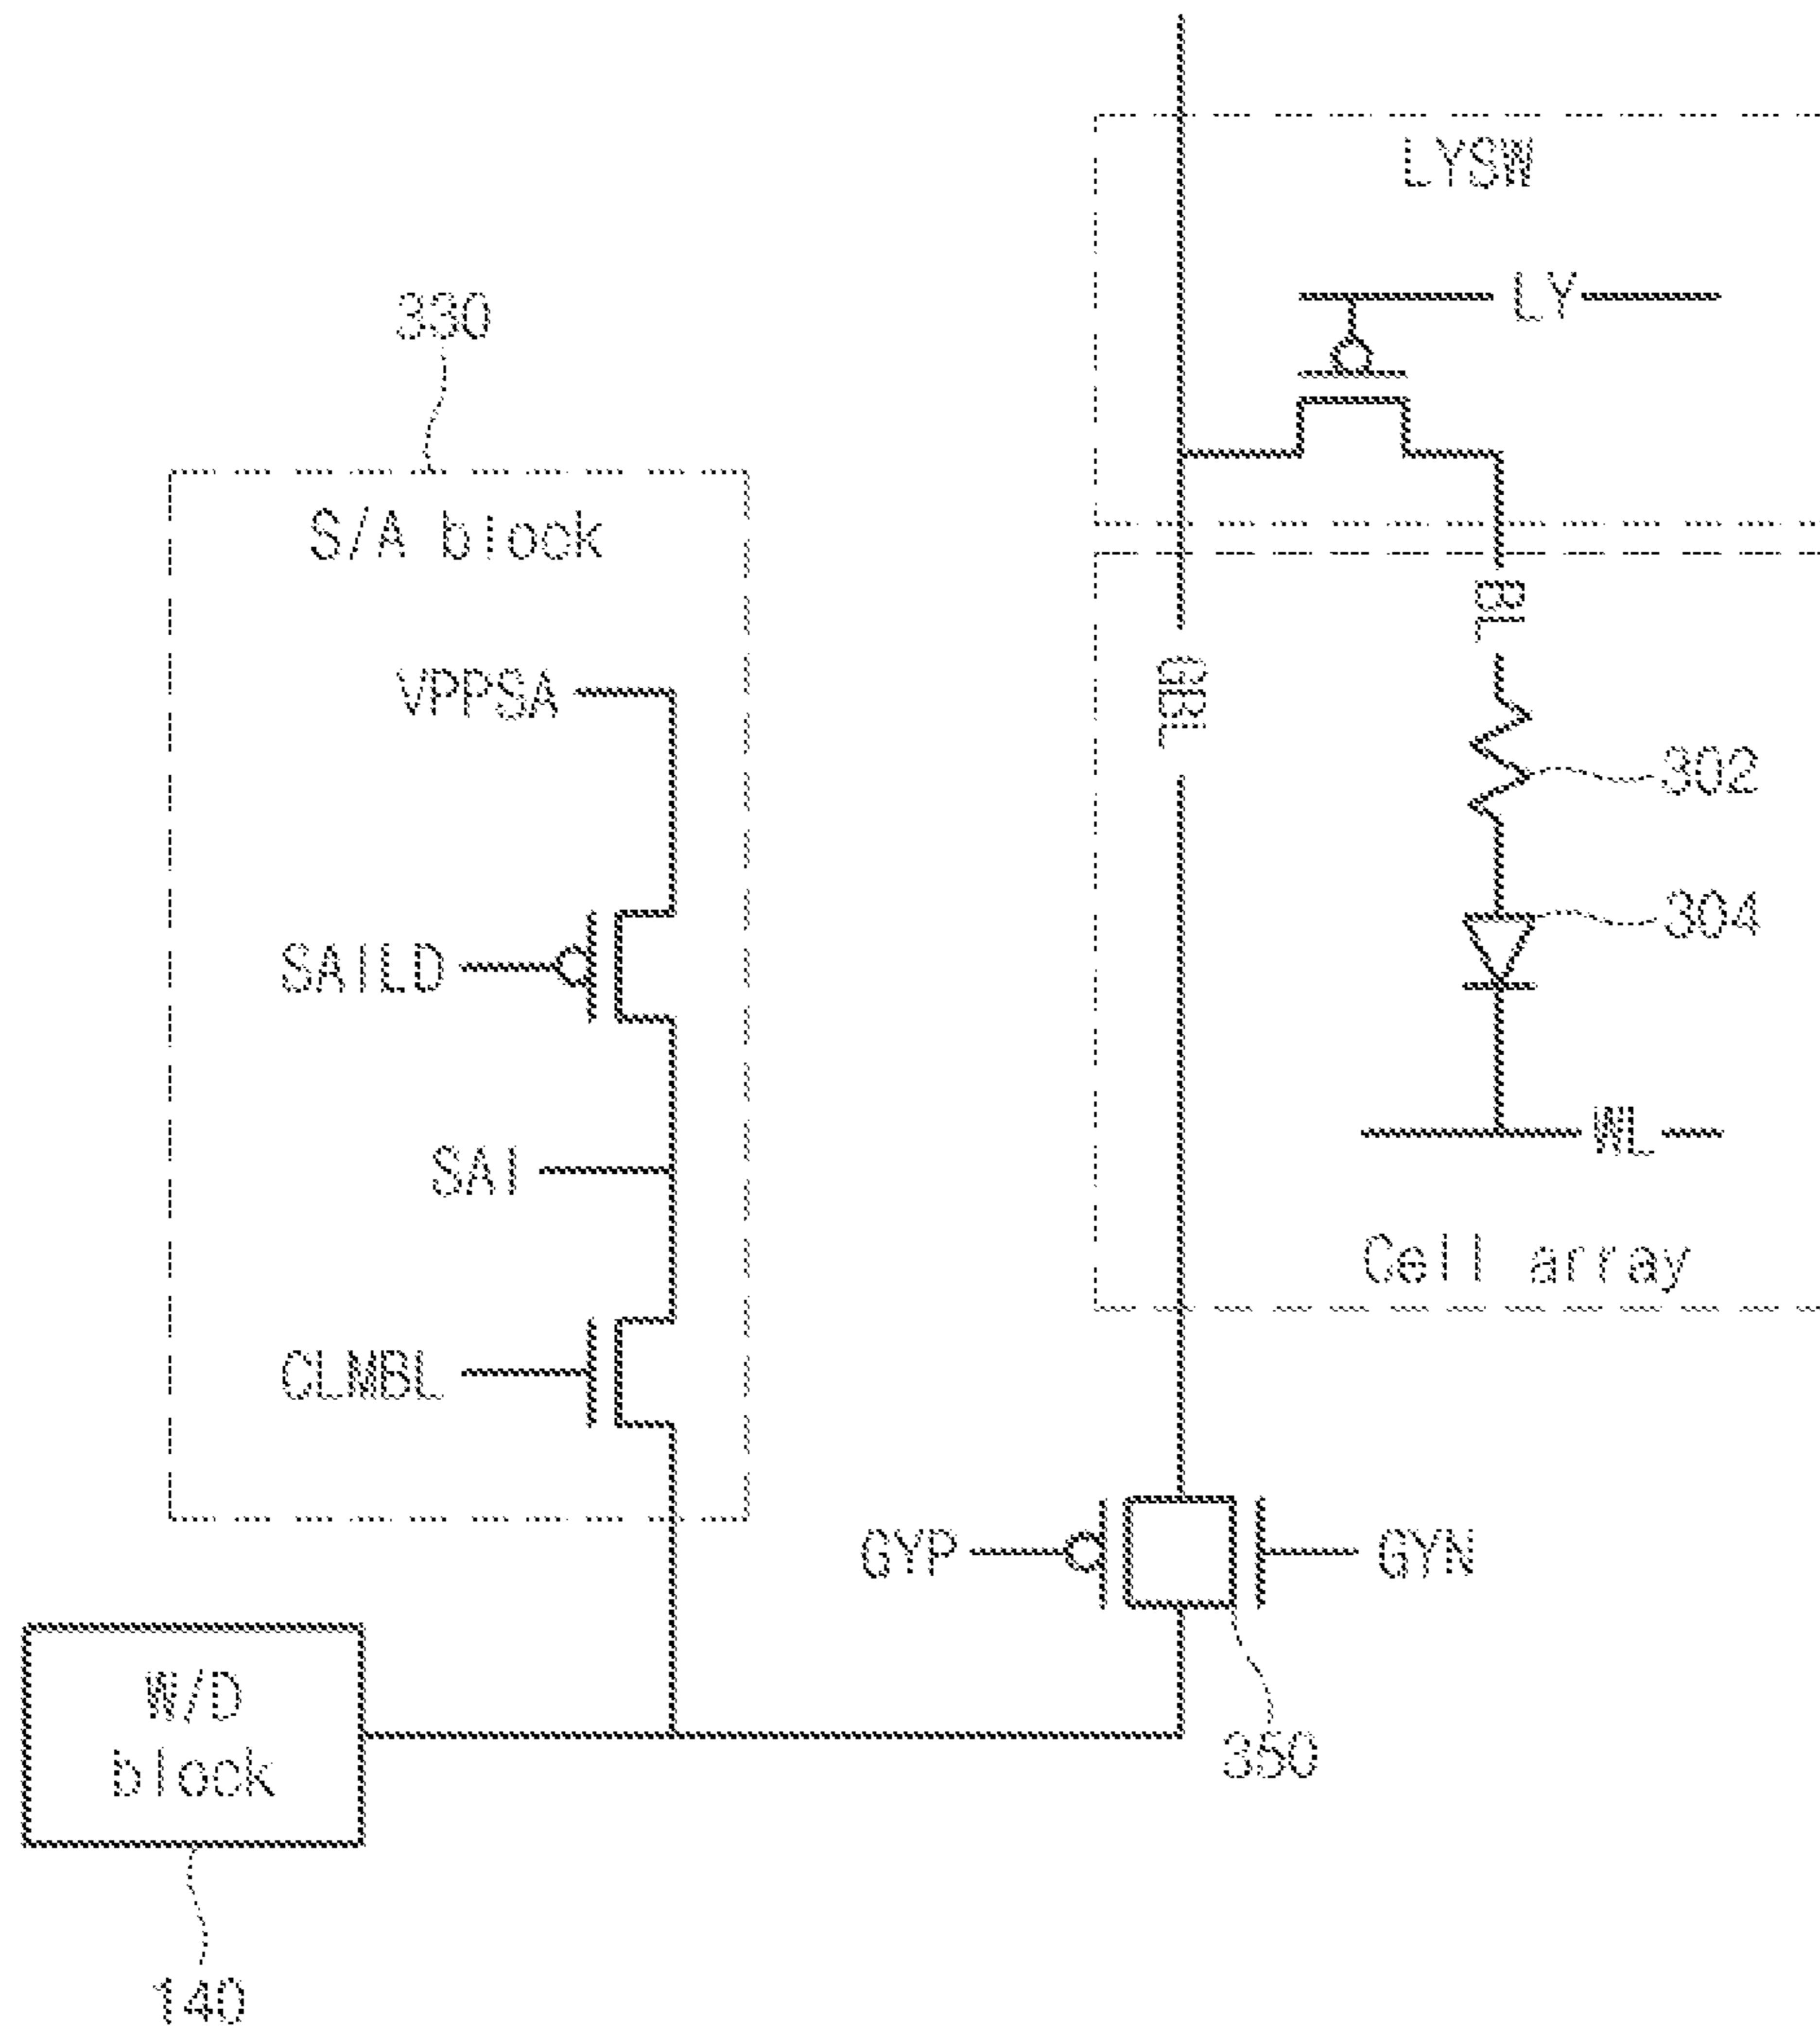 LYSW
LY
330
S/A block
BL
VPPSA
GBL
302
304
SAILD
WL
SAI
Cell array
CLMBL
GYP
GYN
W/D
block
350
140